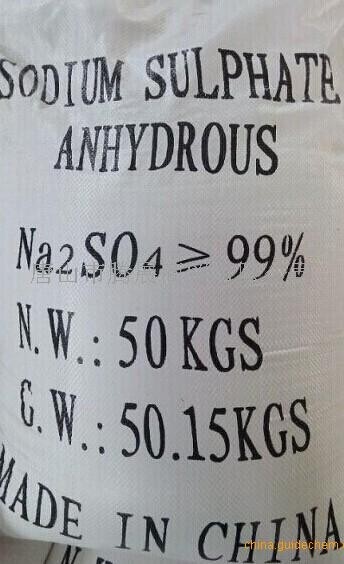 SODIUM SULPHATE
ANHYDROUS
Na2SO4 ≥ 99%
N.W.: 50 KGS
G.W.: 50.15KGS
MADE IN CHINA
china.guidechem